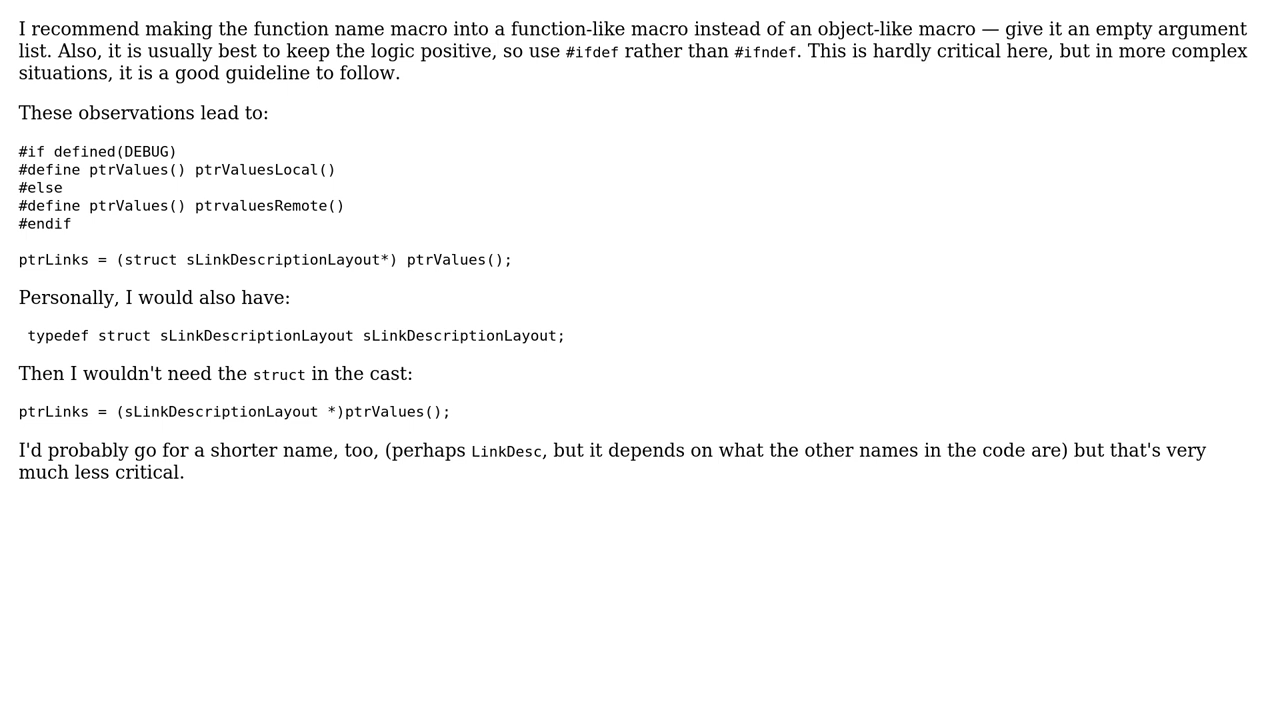 I recommend making the function name macro into a function-like macro instead of an object-like macro — give it an empty argument
list. Also, it is usually best to keep the logic positive, so use #ifdef rather than #ifndef. This is hardly critical here, but in more complex
situations, it is a good guideline to follow.
These observations lead to:
#if defined(DEBUG)
#define ptrValues() ptrValuesLocal()
#else
#define ptrValues() ptrvaluesRemote()
#endif
ptrLinks = (struct sLinkDescriptionLayout*) ptrValues();
Personally, I would also have:
typedef struct sLinkDescriptionLayout sLinkDescriptionLayout;
Then I wouldn't need the struct in the cast:
ptrLinks = (sLinkDescriptionLayout *)ptrValues();
I'd probably go for a shorter name, too, (perhaps LinkDesc, but it depends on what the other names in the code are) but that's very
much less critical.